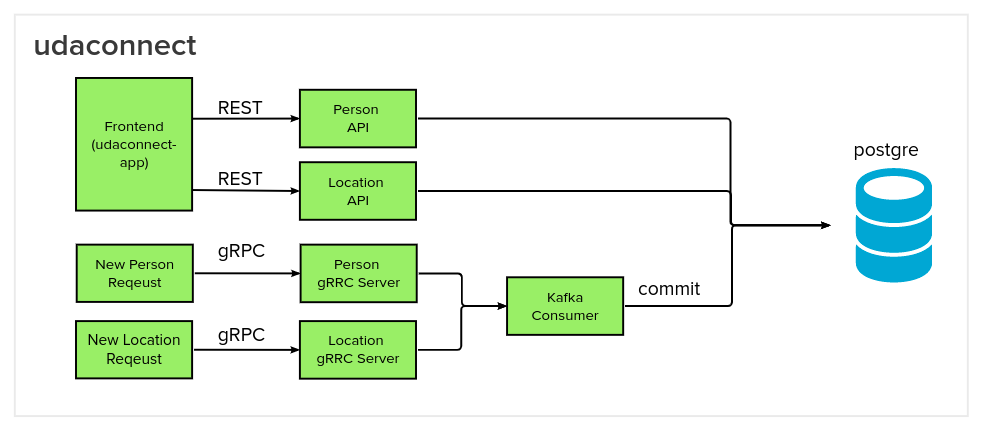 udaconnect
Frontend
(udaconnect-
app)
REST
Person
API
REST
Location
API
postgre
New Person
Reqeust
gRPC
Person
gRRC Server
Kafka
Consumer
commit
New Location
Reqeust
gRPC
Location
gRRC Server